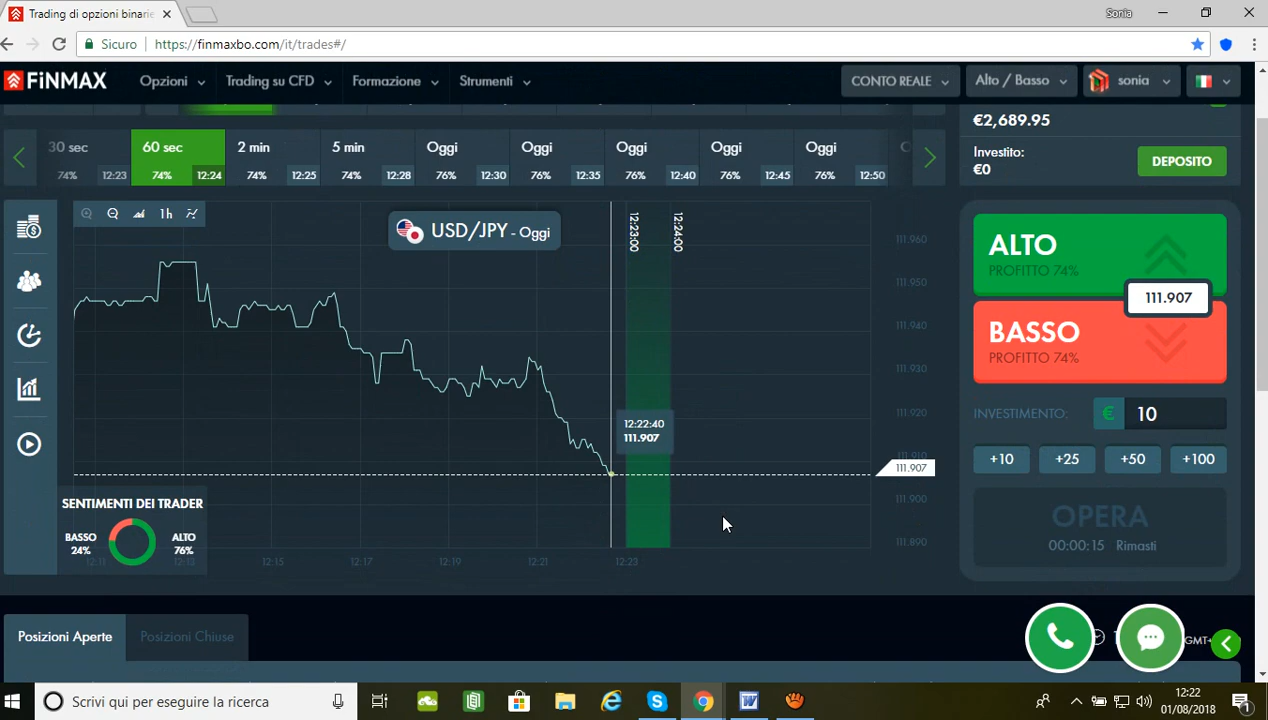 Trading di opzioni binarie
Sonia
Sicuro https://finmaxbo.com/it/trades#/
FiNMAX
Opzioni
Trading su CFD
Formazione
Strumenti
CONTO REALE
Alto / Basso
sonia
€2,689.95
Investito:
€0
DEPOSITO
30 sec
74% 12:23
60 sec
74% 12:24
2 min
74% 12:25
5 min
74% 12:28
Oggi
76% 12:30
Oggi
76% 12:35
Oggi
76% 12:40
Oggi
76% 12:45
Oggi
76% 12:50
1h
USD/JPY - Oggi
12:23:00
12:24:00
111.960
111.950
111.940
111.930
111.920
111.910
111.907
111.900
111.890
12:22:40
111.907
SENTIMENTI DEI TRADER
BASSO
24%
ALTO
76%
12:11
12:13
12:15
12:17
12:19
12:21
12:23
ALTO
PROFITTO 74%
111.907
BASSO
PROFITTO 74%
INVESTIMENTO:
€ 10
+10
+25
+50
+100
OPERA
00:00:15 Rimasti
Posizioni Aperte
Posizioni Chiuse
Scrivi qui per eseguire la ricerca
12:22
01/08/2018
1